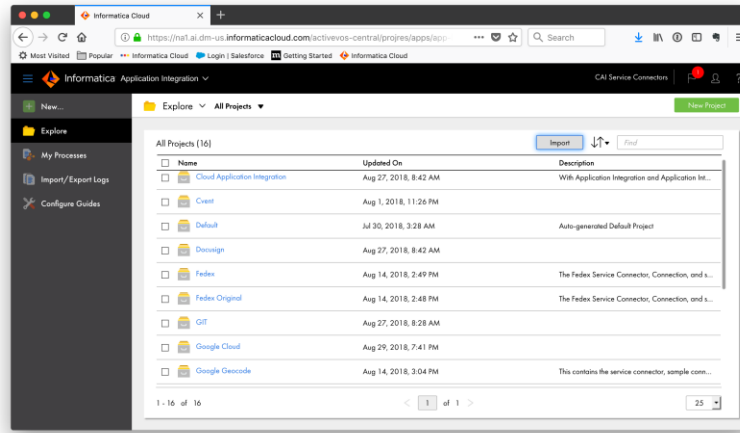 Informatica Cloud
https://na1.ai.dm-us.informaticacloud.com/activevos-central/projres/apps/app
Search
Most Visited Popular Informatica Cloud Login | Salesforce Getting Started Informatica Cloud
Informatica Application Integration
CAI Service Connectors
New...
Explore All Projects
New Project
Explore
My Processes
Import/Export Logs
Configure Guides
All Projects (16)
Import
Find
Name Updated On Description
Cloud Application Integration Aug 27, 2018, 8:42 AM With Application Integration and Application Int...
Cvent Aug 1, 2018, 11:26 PM
Default Jul 30, 2018, 3:28 AM Auto-generated Default Project
Docusign Aug 27, 2018, 8:42 AM
Fedex Aug 14, 2018, 2:49 PM The Fedex Service Connector, Connection, and s...
Fedex Original Aug 14, 2018, 2:48 PM The Fedex Service Connector, Connection, and s...
GIT Aug 27, 2018, 8:28 AM
Google Cloud Aug 29, 2018, 7:41 PM
Google Geocode Aug 14, 2018, 3:04 PM This contains the service connector, sample conn...
1 - 16 of 16
1 of 1
25